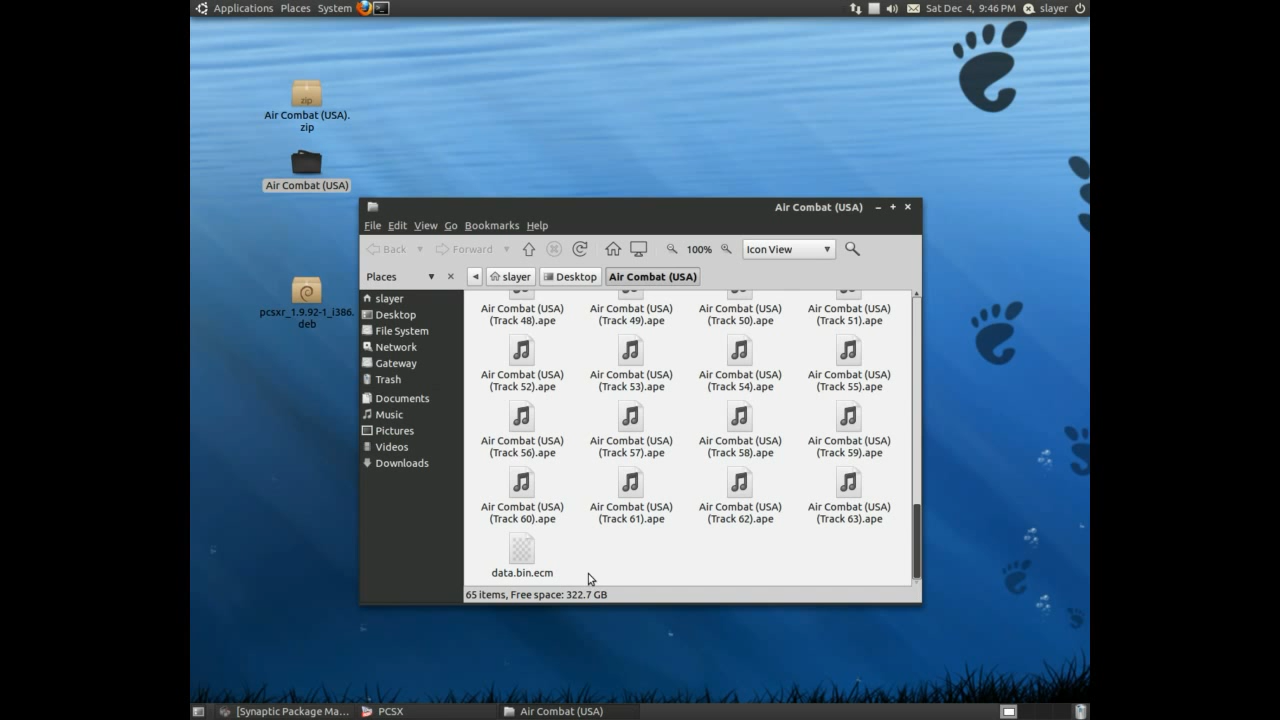 Applications Places System
Sat Dec 4, 9:46 PM slayer
zip
Air Combat (USA).
zip
Air Combat (USA)
pcsxr_1.9.92-1_i386.
deb
Air Combat (USA)
File Edit View Go Bookmarks Help
Back Forward 100% Icon View
Places slayer Desktop Air Combat (USA)
slayer
Desktop
File System
Network
Gateway
Trash
Documents
Music
Pictures
Videos
Downloads
Air Combat (USA) Air Combat (USA) Air Combat (USA) Air Combat (USA)
(Track 48).ape (Track 49).ape (Track 50).ape (Track 51).ape
Air Combat (USA) Air Combat (USA) Air Combat (USA) Air Combat (USA)
(Track 52).ape (Track 53).ape (Track 54).ape (Track 55).ape
Air Combat (USA) Air Combat (USA) Air Combat (USA) Air Combat (USA)
(Track 56).ape (Track 57).ape (Track 58).ape (Track 59).ape
Air Combat (USA) Air Combat (USA) Air Combat (USA) Air Combat (USA)
(Track 60).ape (Track 61).ape (Track 62).ape (Track 63).ape
data.bin.ecm
65 items, Free space: 322.7 GB
[Synaptic Package Ma... PCSX Air Combat (USA)